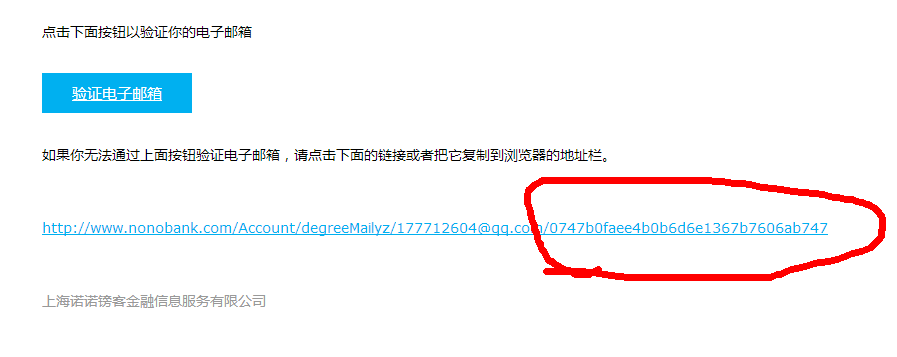 点击下面按钮以验证你的电子邮箱
验证电子邮箱
如果你无法通过上面按钮验证电子邮箱，请点击下面的链接或者把它复制到浏览器的地址栏。
http://www.nonobank.com/Account/degreeMailyz/177712604@qq.com/0747b0faee4b0b6d6e1367b7606ab747
上海诺诺镑客金融信息服务有限公司